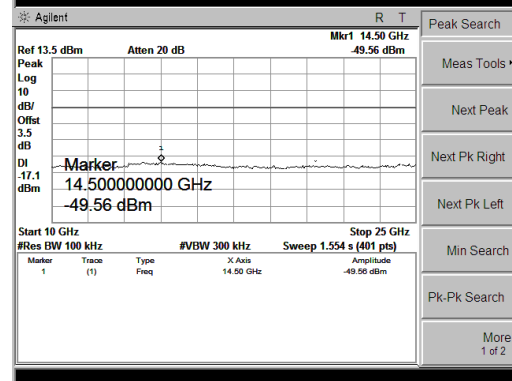 Agilent R T
Mkr1 14.50 GHz
Ref 13.5 dBm Atten 20 dB -49.56 dBm
Peak
Log
10
dB/
Offst
3.5
dB
DI
-17.1
dBm
1
Marker
14.500000000 GHz
-49.56 dBm
Start 10 GHz Stop 25 GHz
#Res BW 100 kHz #VBW 300 kHz Sweep 1.554 s (401 pts)
Marker Trace Type X Axis Amplitude
1 (1) Freq 14.50 GHz -49.56 dBm
Peak Search
Meas Tools
Next Peak
Next Pk Right
Next Pk Left
Min Search
Pk-Pk Search
More
1 of 2